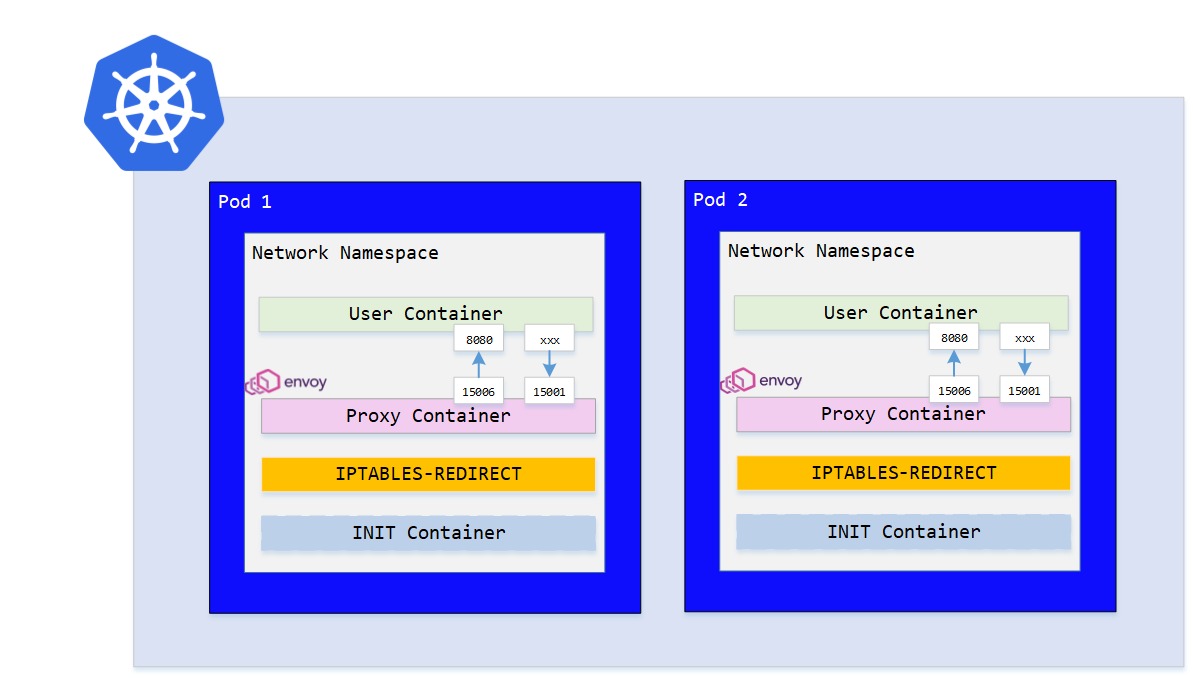 Pod 1
Network Namespace
User Container
8080
xxx
envoy
15006
15001
Proxy Container
IPTABLES-REDIRECT
INIT Container
Pod 2
Network Namespace
User Container
8080
xxx
envoy
15006
15001
Proxy Container
IPTABLES-REDIRECT
INIT Container